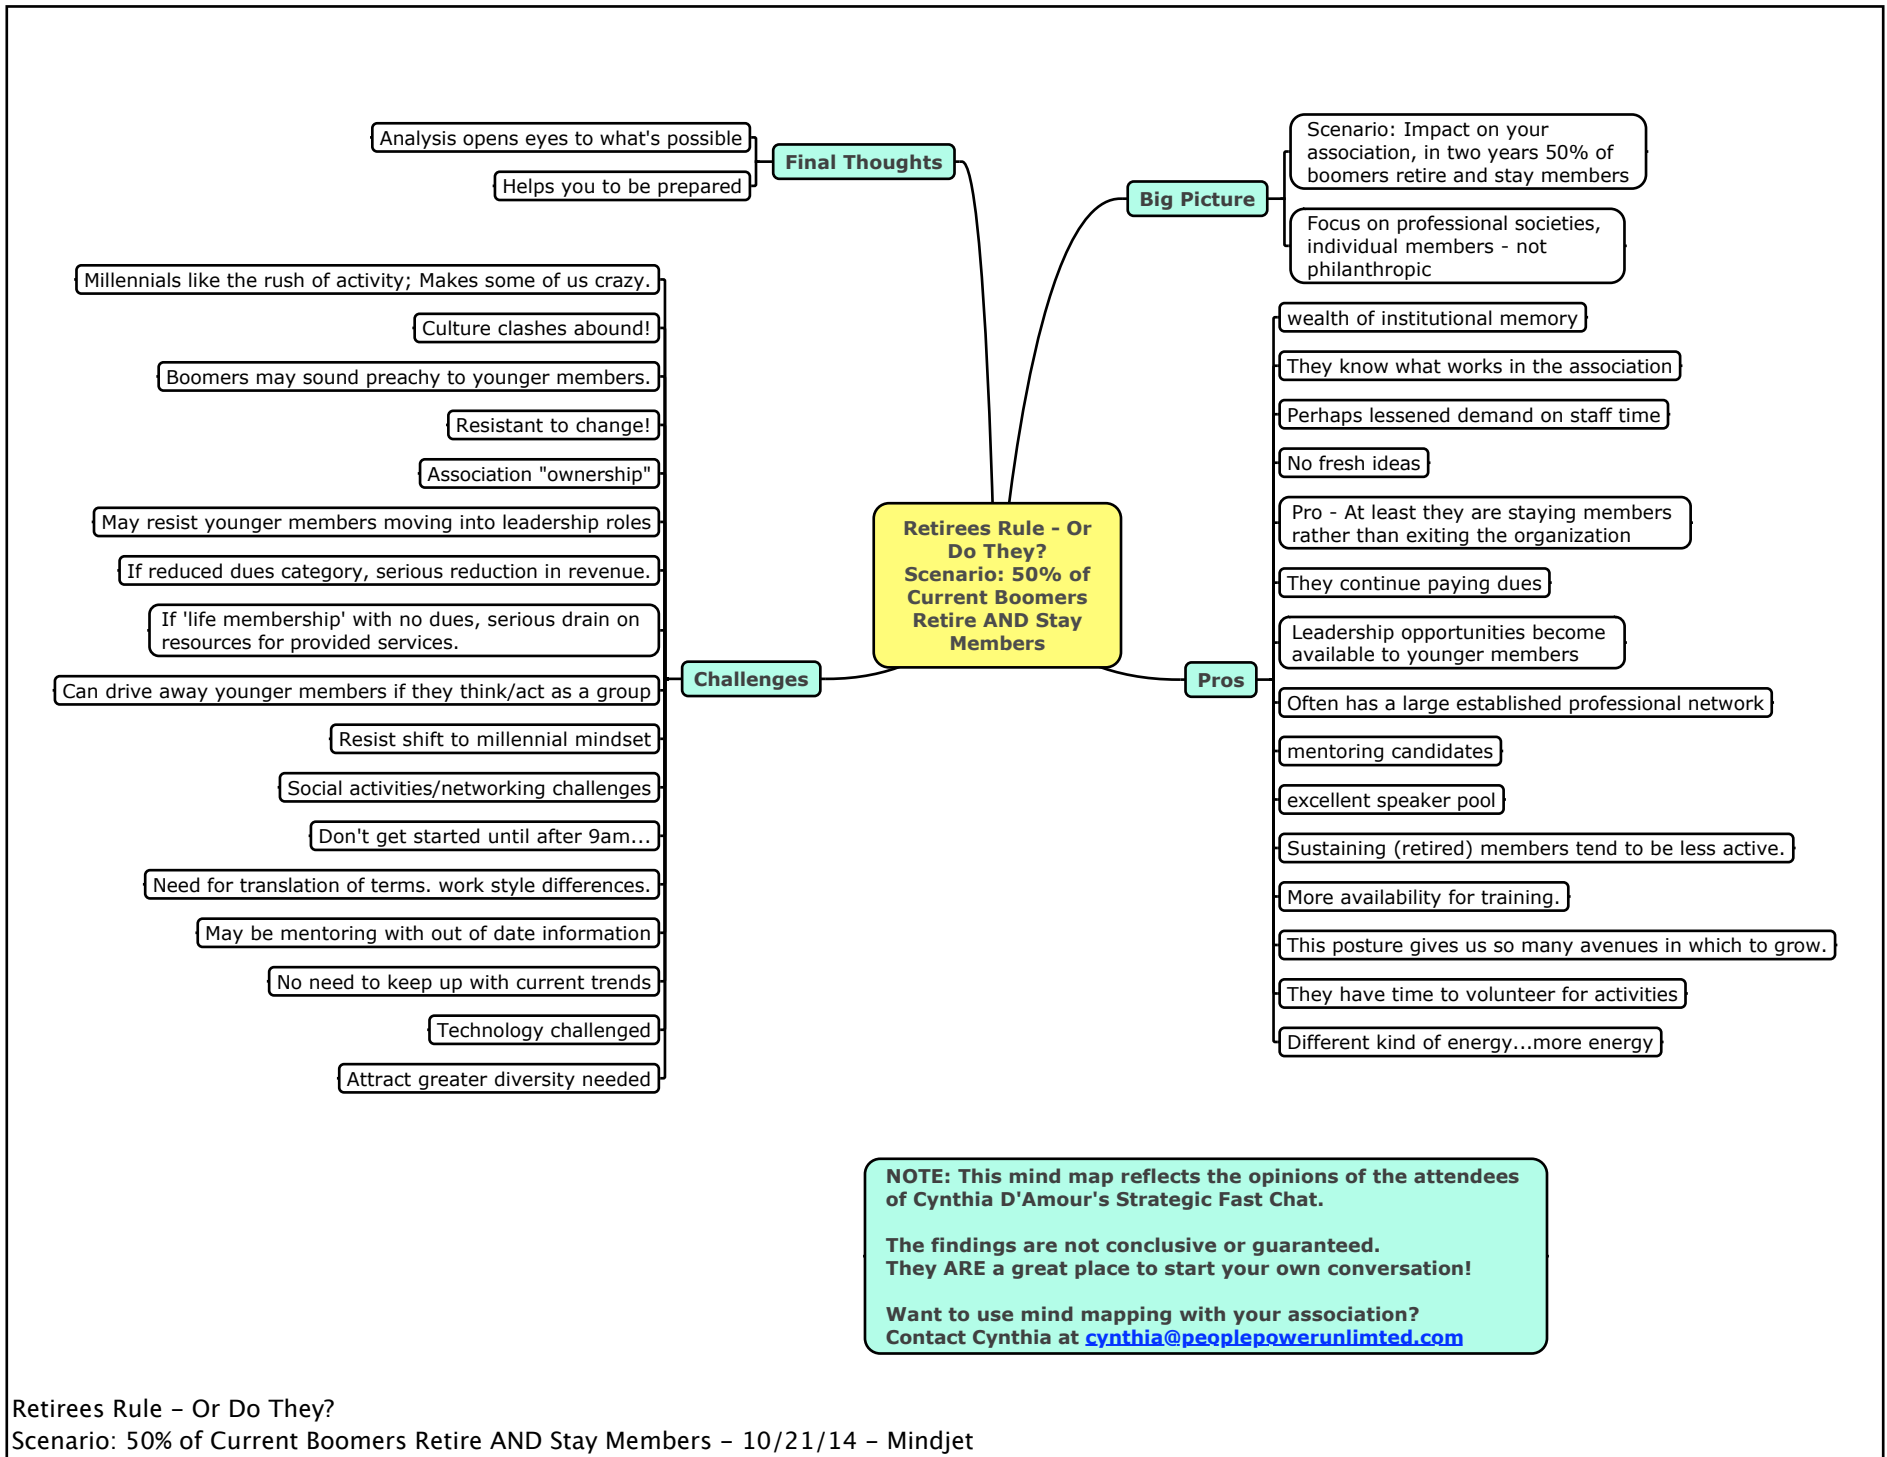 Retirees Rule - Or
Do They?
Scenario: 50% of
Current Boomers
Retire AND Stay
Members
Big Picture
Scenario: Impact on your
association, in two years 50% of
boomers retire and stay members
Focus on professional societies,
individual members - not
philanthropic
Pros
wealth of institutional memory
They know what works in the association
Perhaps lessened demand on staff time
No fresh ideas
Pro - At least they are staying members
rather than exiting the organization
They continue paying dues
Leadership opportunities become
available to younger members
Often has a large established professional network
mentoring candidates
excellent speaker pool
Sustaining (retired) members tend to be less active.
More availability for training.
This posture gives us so many avenues in which to grow.
They have time to volunteer for activities
Different kind of energy...more energy
Challenges
Millennials like the rush of activity; Makes some of us crazy.
Culture clashes abound!
Boomers may sound preachy to younger members.
Resistant to change!
Association "ownership"
May resist younger members moving into leadership roles
If reduced dues category, serious reduction in revenue.
If 'life membership' with no dues, serious drain on
resources for provided services.
Can drive away younger members if they think/act as a group
Resist shift to millennial mindset
Social activities/networking challenges
Don't get started until after 9am...
Need for translation of terms. work style differences.
May be mentoring with out of date information
No need to keep up with current trends
Technology challenged
Attract greater diversity needed
Final Thoughts
Analysis opens eyes to what's possible
Helps you to be prepared
NOTE: This mind map reflects the opinions of the attendees
of Cynthia D'Amour's Strategic Fast Chat.
The findings are not conclusive or guaranteed.
They ARE a great place to start your own conversation!
Want to use mind mapping with your association?
Contact Cynthia at cynthia@peoplepowerunlimted.com
Retirees Rule – Or Do They?
Scenario: 50% of Current Boomers Retire AND Stay Members – 10/21/14 – Mindjet